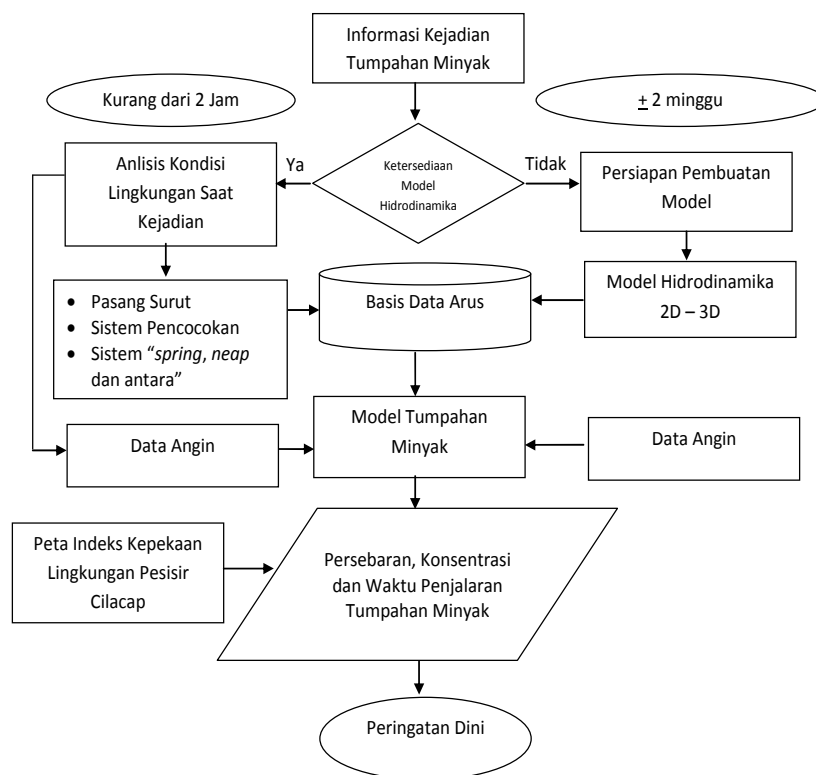 Informasi Kejadian
Tumpahan Minyak
Kurang dari 2 Jam
+ 2 minggu
Anlisis Kondisi
Lingkungan Saat
Kejadian
Ya
Ketersediaan
Model
Hidrodinamika
Tidak
Persiapan Pembuatan
Model
• Pasang Surut
• Sistem Pencocokan
• Sistem “spring, neap
dan antara”
Basis Data Arus
Model Hidrodinamika
2D – 3D
Data Angin
Model Tumpahan
Minyak
Data Angin
Peta Indeks Kepekaan
Lingkungan Pesisir
Cilacap
Persebaran, Konsentrasi
dan Waktu Penjalaran
Tumpahan Minyak
Peringatan Dini